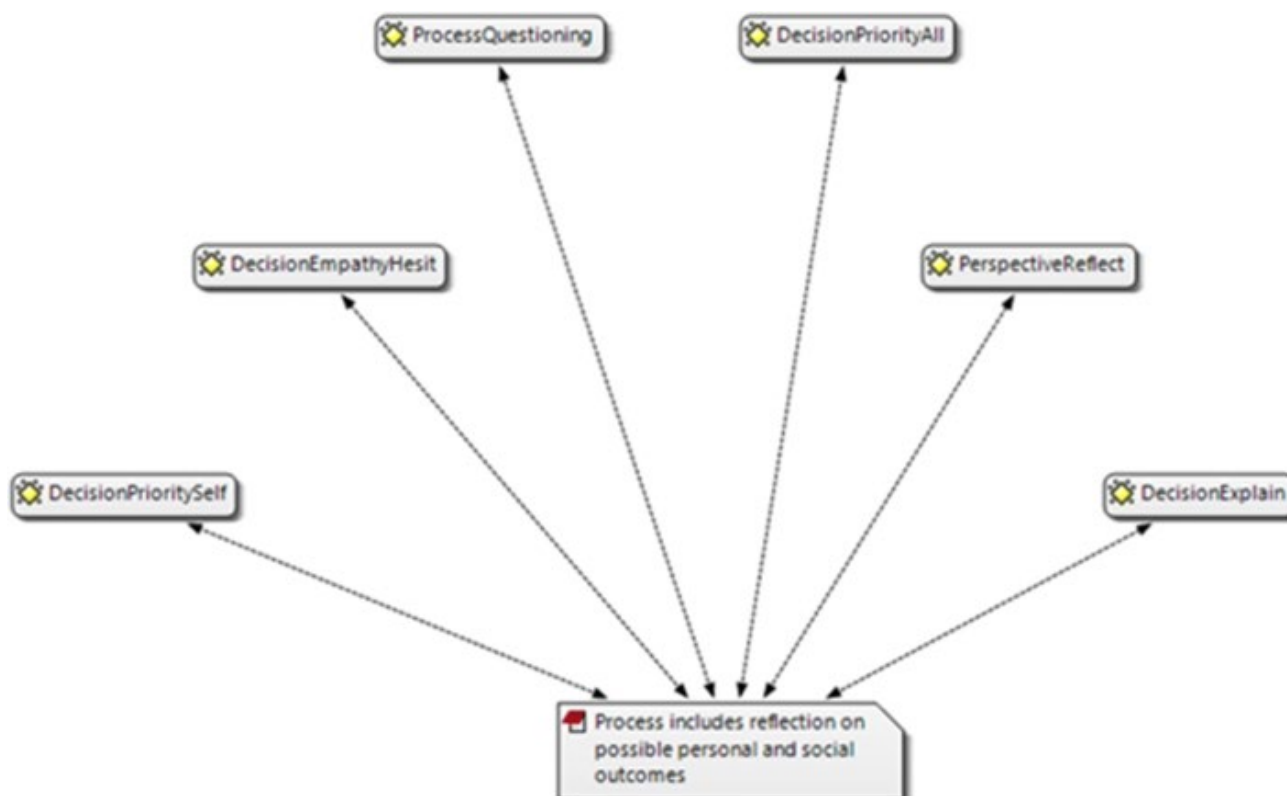 ProcessQuestioning
DecisionPriorityAll
DecisionEmpathyHesit
PerspectiveReflect
DecisionPrioritySelf
DecisionExplain
Process includes reflection on
possible personal and social
outcomes